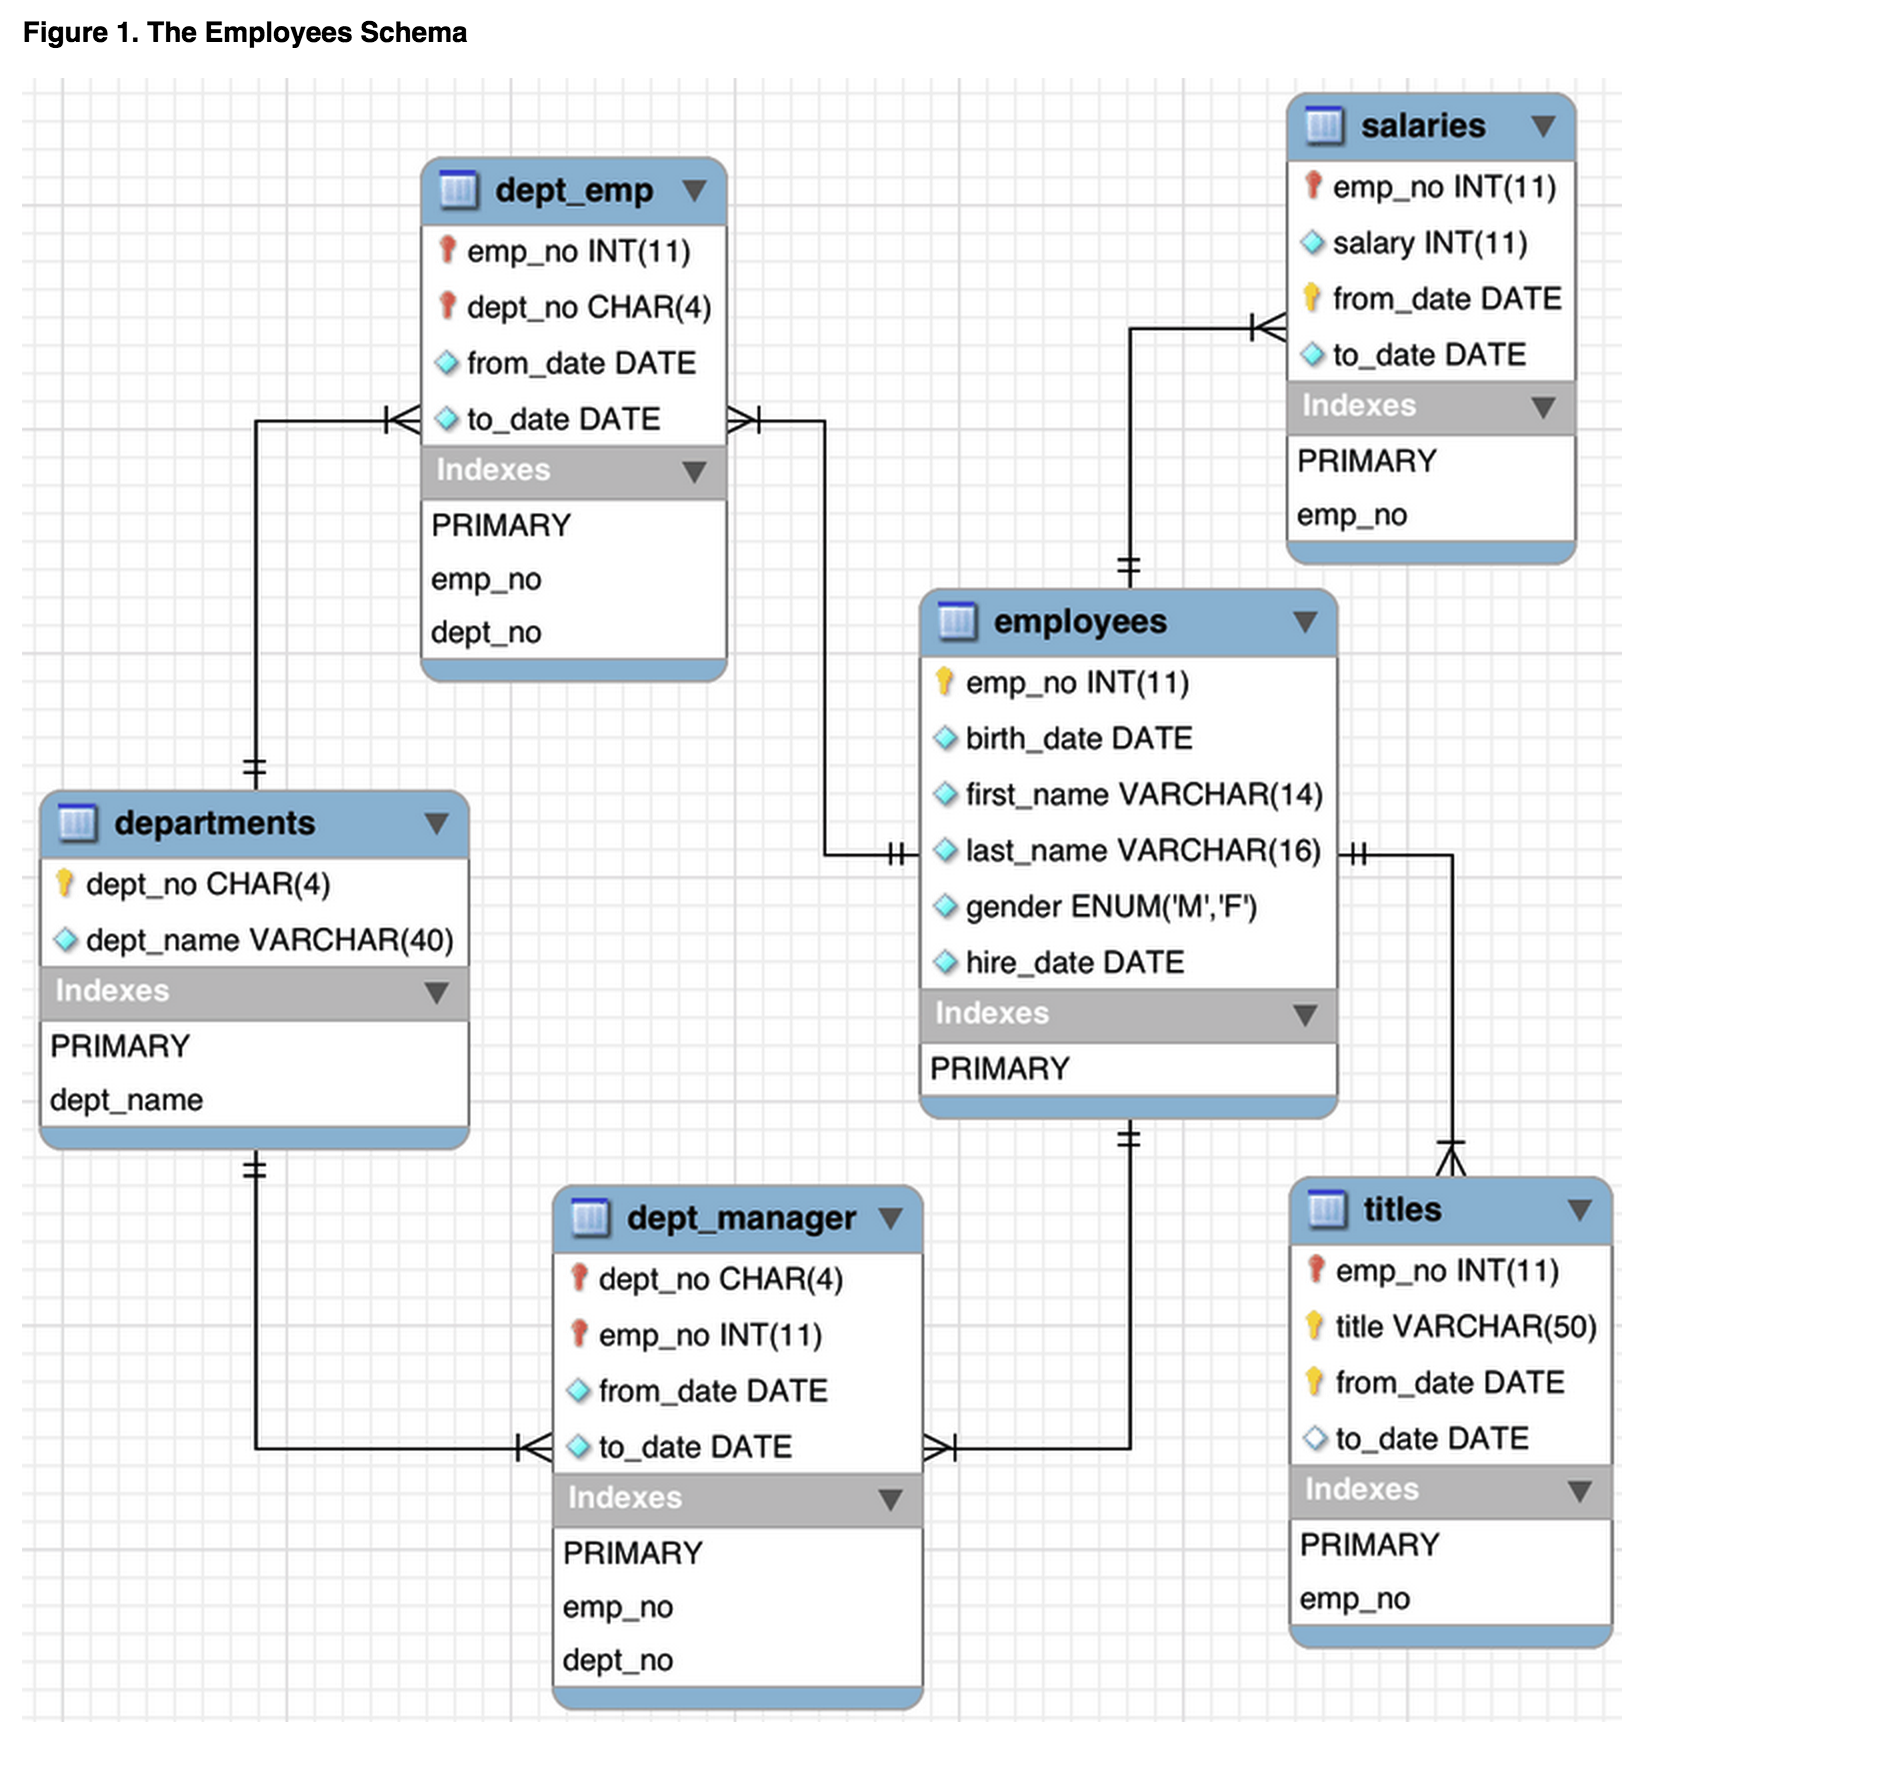 Figure 1. The Employees Schema
salaries
emp_no INT(11)
salary INT(11)
from_date DATE
to_date DATE
Indexes
PRIMARY
emp_no
dept_emp
emp_no INT(11)
dept_no CHAR(4)
from_date DATE
to_date DATE
Indexes
PRIMARY
emp_no
dept_no
employees
emp_no INT(11)
birth_date DATE
first_name VARCHAR(14)
last_name VARCHAR(16)
gender ENUM('M','F')
hire_date DATE
Indexes
PRIMARY
departments
dept_no CHAR(4)
dept_name VARCHAR(40)
Indexes
PRIMARY
dept_name
dept_manager
dept_no CHAR(4)
emp_no INT(11)
from_date DATE
to_date DATE
Indexes
PRIMARY
emp_no
dept_no
titles
emp_no INT(11)
title VARCHAR(50)
from_date DATE
to_date DATE
Indexes
PRIMARY
emp_no